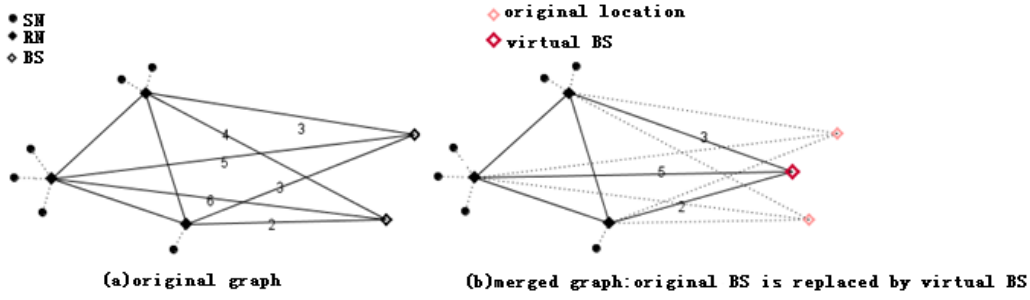 SN
RN
BS
original location
virtual BS
4
3
5
3
6
2
3
5
2
(a)original graph
(b)merged graph:original BS is replaced by virtual BS